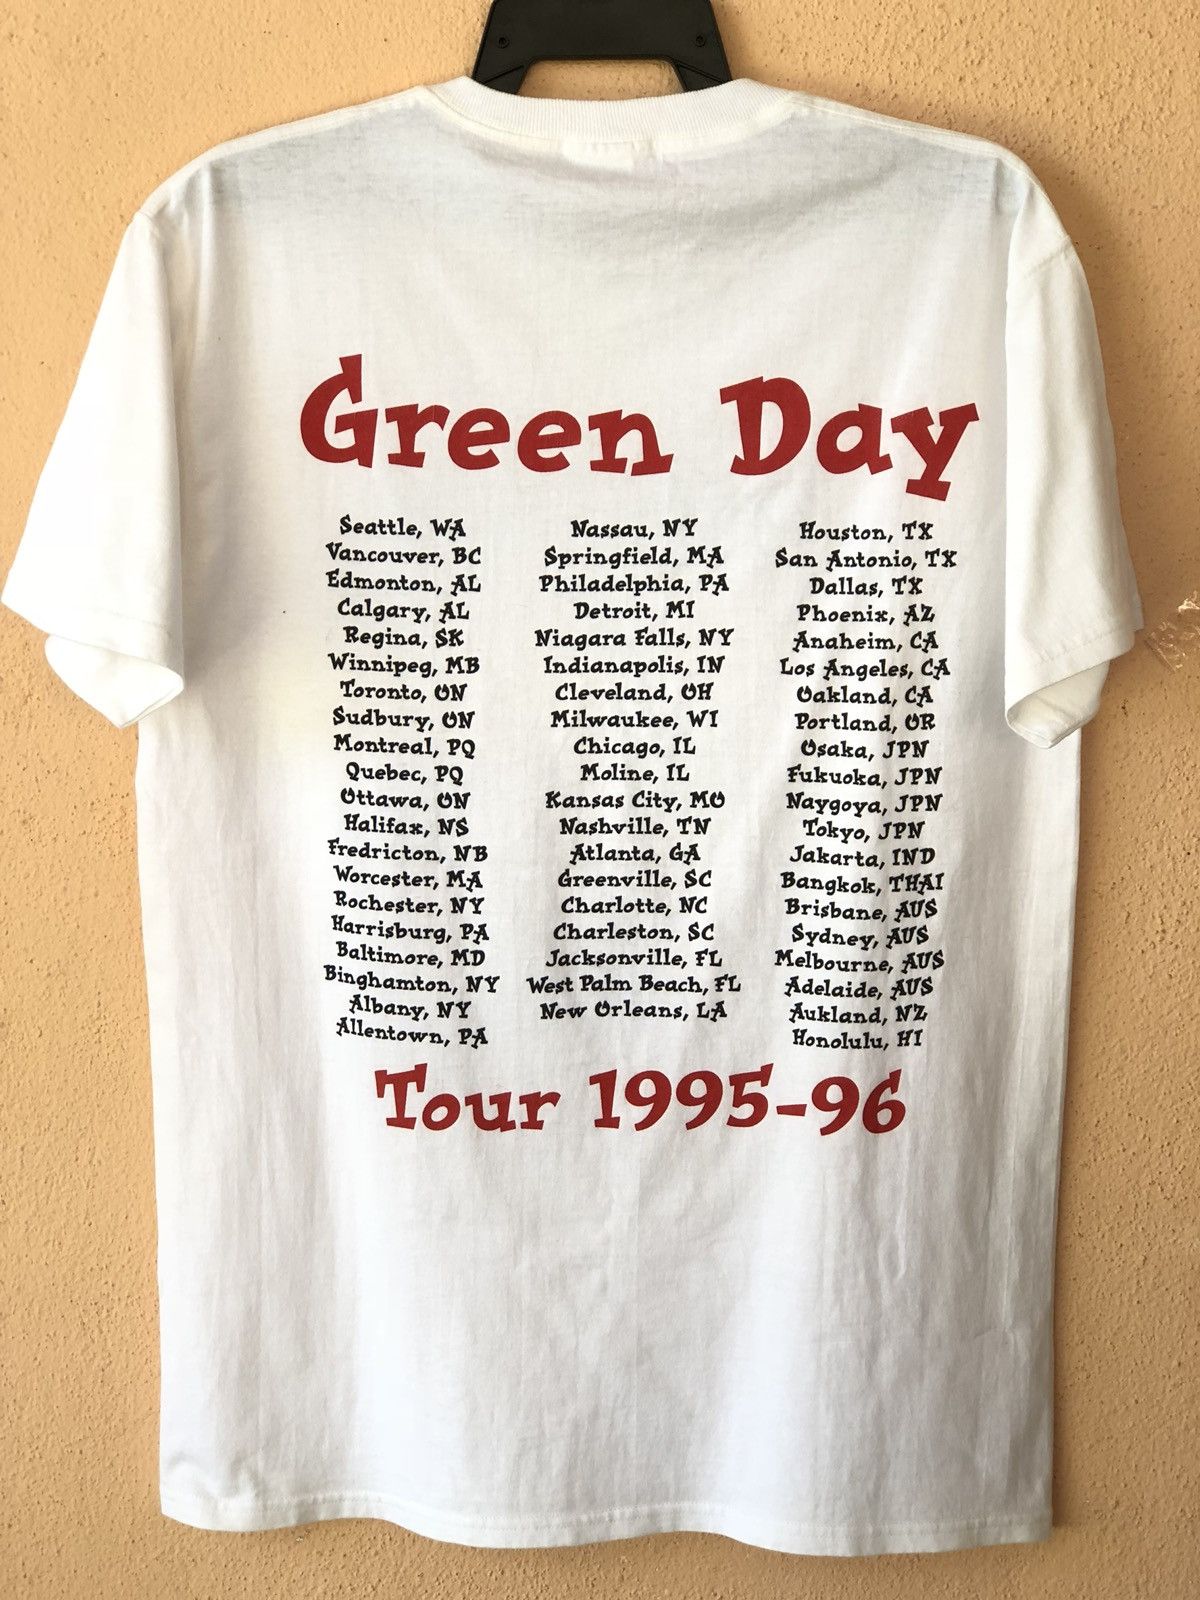 Green Day
Seattle, WA
Vancouver, BC
Edmonton, AL
Calgary, AL
Regina, SK
Winnipeg, MB
Toronto, ON
Sudbury, ON
Montreal, PQ
Quebec, PQ
Ottawa, ON
Halifax, NS
Fredricton, NB
Worcester, MA
Rochester, NY
Harrisburg, PA
Baltimore, MD
Binghamton, NY
Albany, NY
Allentown, PA
Nassau, NY
Springfield, MA
Philadelphia, PA
Detroit, MI
Niagara Falls, NY
Indianapolis, IN
Cleveland, OH
Milwaukee, WI
Chicago, IL
Moline, IL
Kansas City, MO
Nashville, TN
Atlanta, GA
Greenville, SC
Charlotte, NC
Charleston, SC
Jacksonville, FL
West Palm Beach, FL
New Orleans, LA
Houston, TX
San Antonio, TX
Dallas, TX
Phoenix, AZ
Anaheim, CA
Los Angeles, CA
Oakland, CA
Portland, OR
Osaka, JPN
Fukuoka, JPN
Naygoya, JPN
Tokyo, JPN
Jakarta, IND
Bangkok, THAI
Brisbane, AUS
Sydney, AUS
Melbourne, AUS
Adelaide, AUS
Aukland, NZ
Honolulu, HI
Tour 1995-96